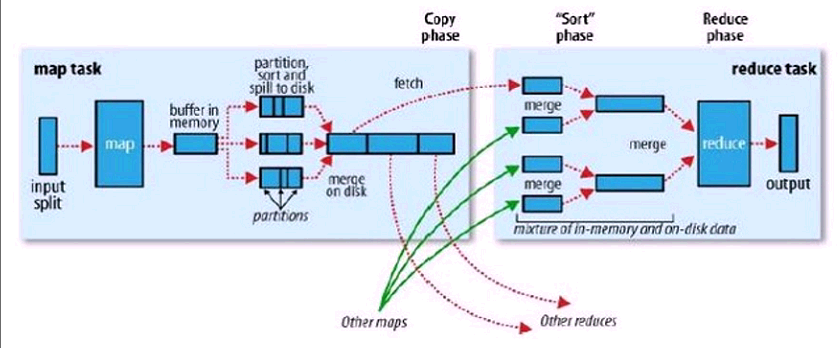 Copy
phase
"Sort"
phase
Reduce
phase
map task
partition,
sort and
spill to disk
fetch
reduce task
buffer in
memory
merge
map
merge
reduce
input
split
merge
on disk
merge
output
partitions
mixture of in-memory and on-disk data
Other maps
Other reduces